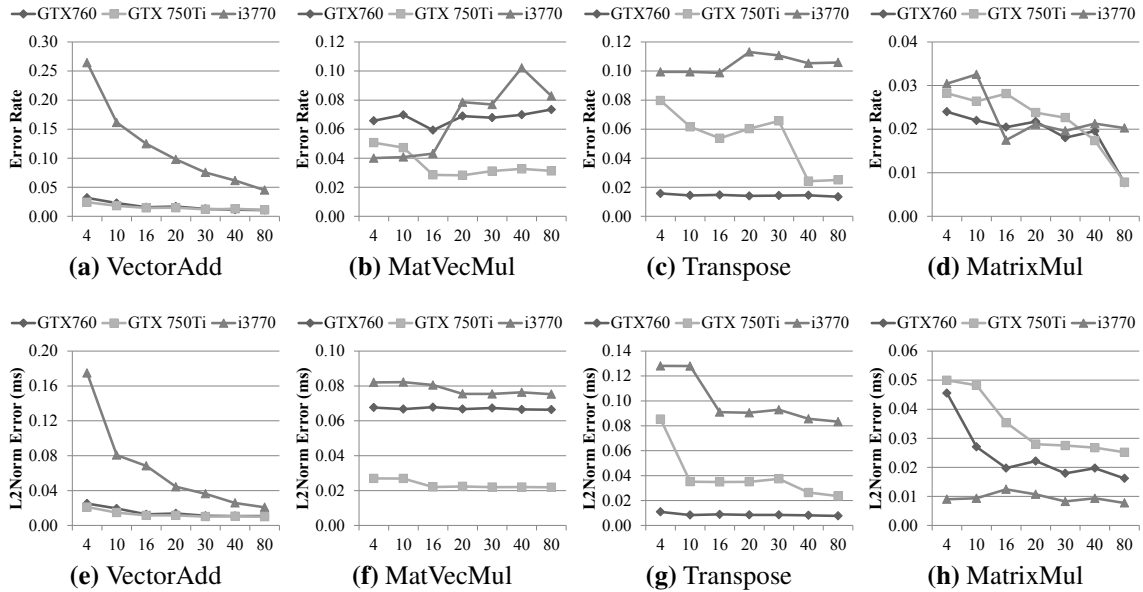 GTX760 GTX 750Ti i3770
Error Rate
0.30
0.25
0.20
0.15
0.10
0.05
0.00
4 10 16 20 30 40 80
(a) VectorAdd
GTX760 GTX 750Ti i3770
Error Rate
0.12
0.10
0.08
0.06
0.04
0.02
0.00
4 10 16 20 30 40 80
(b) MatVecMul
GTX760 GTX 750Ti i3770
Error Rate
0.12
0.10
0.08
0.06
0.04
0.02
0.00
4 10 16 20 30 40 80
(c) Transpose
GTX760 GTX 750Ti i3770
Error Rate
0.04
0.03
0.02
0.01
0.00
4 10 16 20 30 40 80
(d) MatrixMul
GTX760 GTX 750Ti i3770
L2Norm Error (ms)
0.20
0.16
0.12
0.08
0.04
0.00
4 10 16 20 30 40 80
(e) VectorAdd
GTX760 GTX 750Ti i3770
L2Norm Error (ms)
0.10
0.08
0.06
0.04
0.02
0.00
4 10 16 20 30 40 80
(f) MatVecMul
GTX760 GTX 750Ti i3770
L2Norm Error (ms)
0.14
0.12
0.10
0.08
0.06
0.04
0.02
0.00
4 10 16 20 30 40 80
(g) Transpose
GTX760 GTX 750Ti i3770
L2Norm Error (ms)
0.06
0.05
0.04
0.03
0.02
0.01
0.00
4 10 16 20 30 40 80
(h) MatrixMul